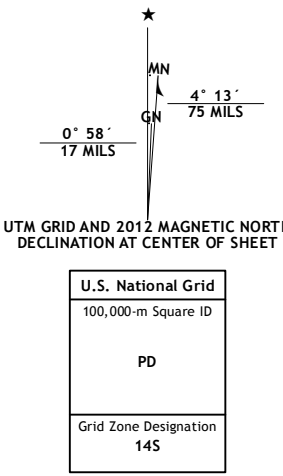 ★
MN
GN
4° 13´
75 MILS
0° 58´
17 MILS
UTM GRID AND 2012 MAGNETIC NORTH
DECLINATION AT CENTER OF SHEET
U.S. National Grid
100,000-m Square ID
PD
Grid Zone Designation
14S